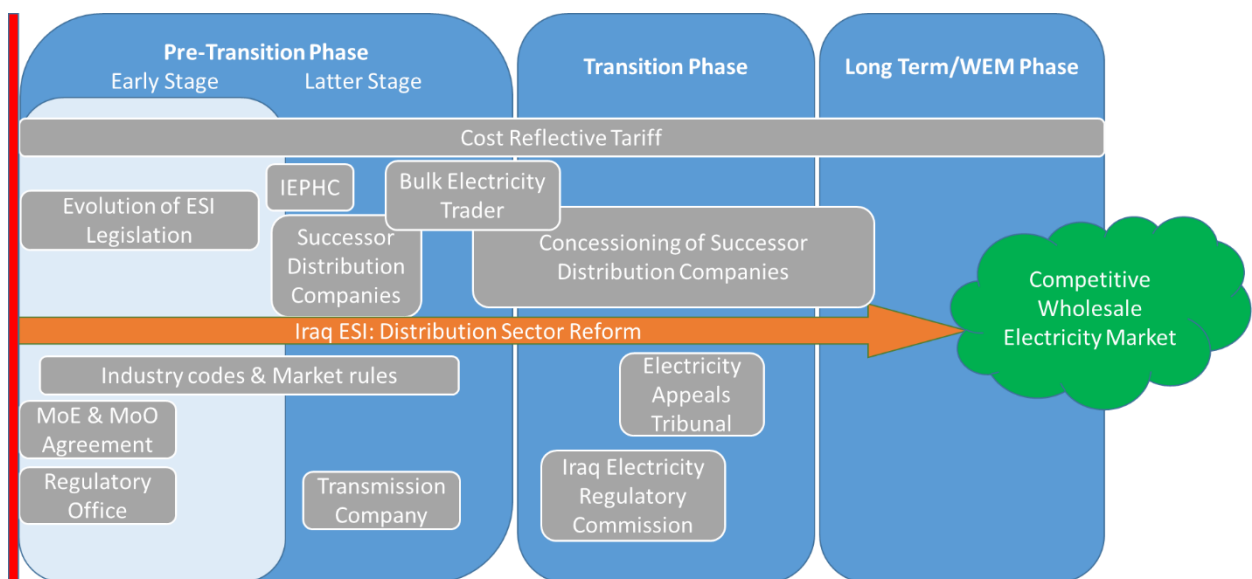 Pre-Transition Phase
Early Stage
Latter Stage
Transition Phase
Long Term/WEM Phase
Cost Reflective Tariff
IEPHC
Bulk Electricity
Trader
Evolution of ESI
Legislation
Successor
Distribution
Companies
Concessioning of Successor
Distribution Companies
Competitive
Wholesale
Electricity Market
Iraq ESI: Distribution Sector Reform
Industry codes & Market rules
Electricity
Appeals
Tribunal
MoE & MoO
Agreement
Regulatory
Office
Transmission
Company
Iraq Electricity
Regulatory
Commission